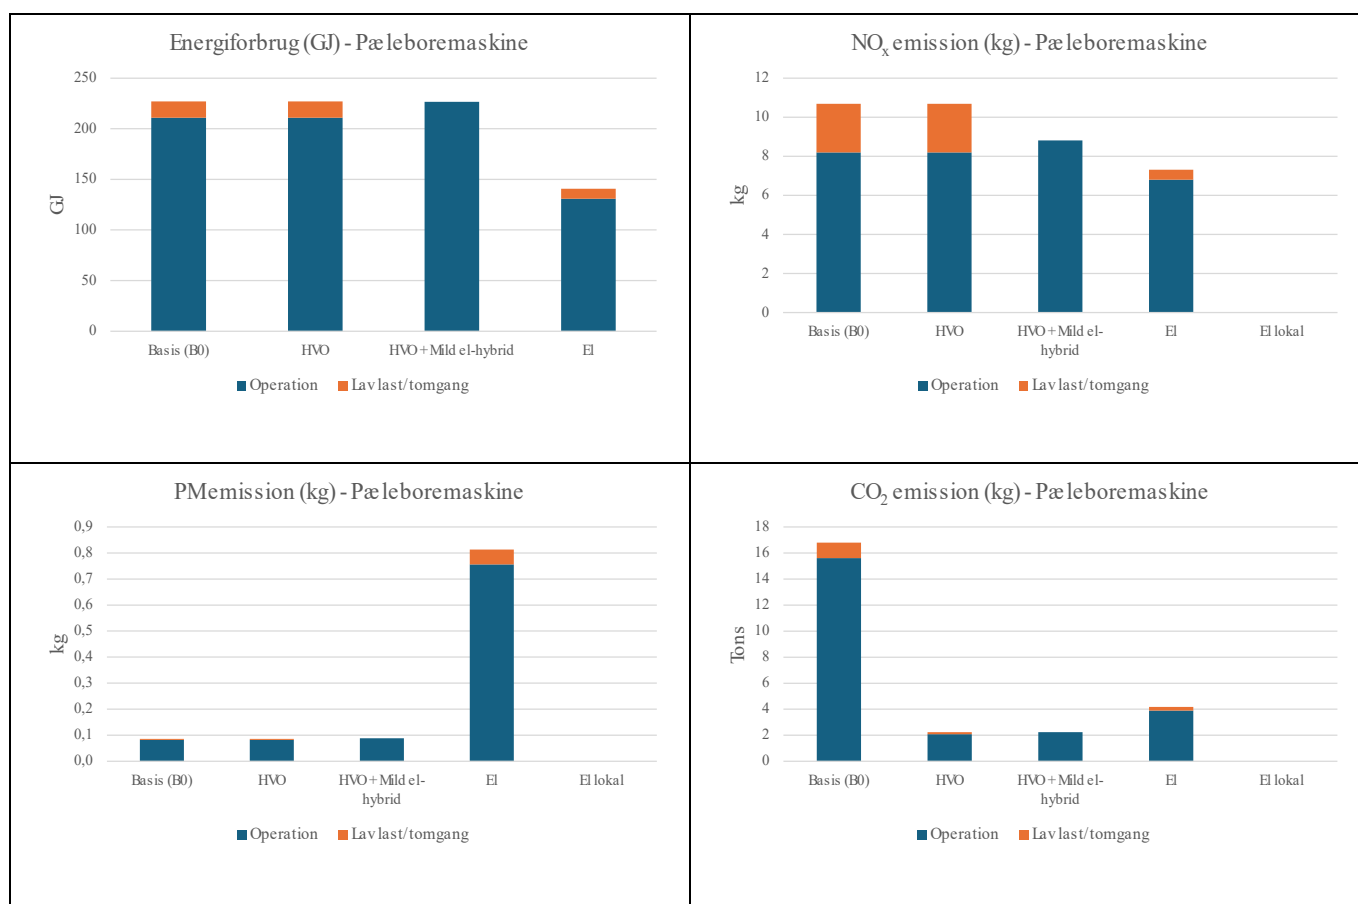 Energiforbrug (GJ) - Pæleboremaskine
250
200
150
100
50
0
GJ
Basis (B0) HVO HVO + Mild el-hybrid El
Operation Lav last/tomgang
NOx emission (kg) - Pæleboremaskine
12
10
8
6
4
2
0
kg
Basis (B0) HVO HVO + Mild el-
hybrid El El lokal
Operation Lav last/tomgang
PM emission (kg) - Pæleboremaskine
0,9
0,8
0,7
0,6
0,5
0,4
0,3
0,2
0,1
0,0
kg
Basis (B0) HVO HVO + Mild el-
hybrid El El lokal
Operation Lav last/tomgang
CO2 emission (kg) - Pæleboremaskine
18
16
14
12
10
8
6
4
2
0
Tons
Basis (B0) HVO HVO + Mild el-
hybrid El El lokal
Operation Lav last/tomgang